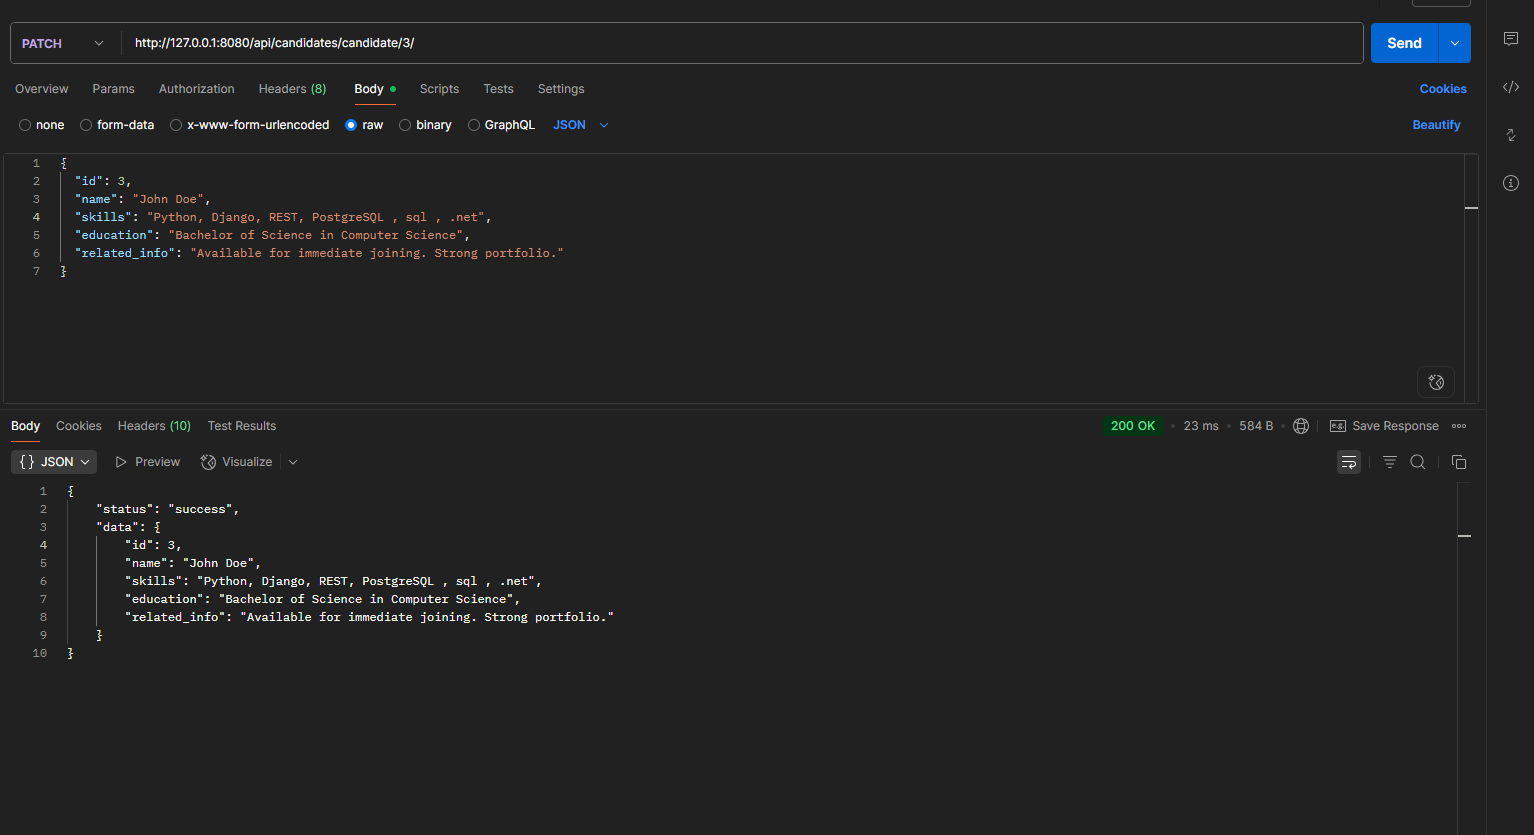 PATCH http://127.0.0.1:8080/api/candidates/candidate/3/ Send
Overview Params Authorization Headers (8) Body Scripts Tests Settings Cookies
none form-data x-www-form-urlencoded raw binary GraphQL JSON Beautify
1 {
2 "id": 3,
3 "name": "John Doe",
4 "skills": "Python, Django, REST, PostgreSQL , sql , .net",
5 "education": "Bachelor of Science in Computer Science",
6 "related_info": "Available for immediate joining. Strong portfolio."
7 }
Body Cookies Headers (10) Test Results 200 OK 23 ms 584 B e.g. Save Response
{} JSON Preview Visualize
1 {
2 "status": "success",
3 "data": {
4 "id": 3,
5 "name": "John Doe",
6 "skills": "Python, Django, REST, PostgreSQL , sql , .net",
7 "education": "Bachelor of Science in Computer Science",
8 "related_info": "Available for immediate joining. Strong portfolio."
9 }
10 }